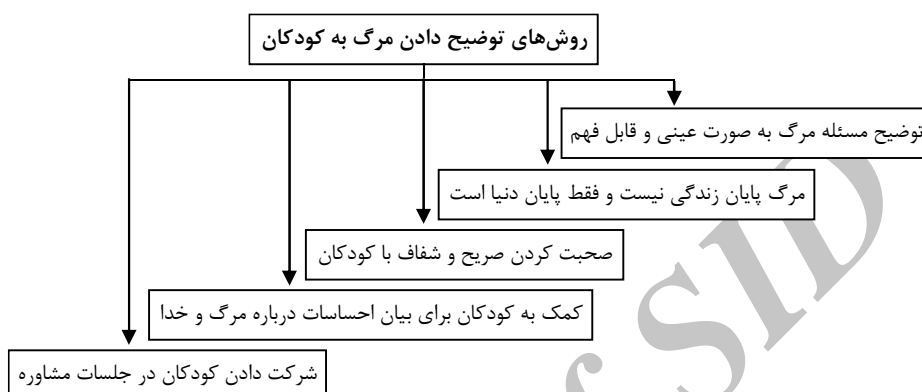 روش‌های توضیح دادن مرگ به کودکان
توضیح مسئله مرگ به صورت عینی و قابل فهم
مرگ پایان زندگی نیست و فقط پایان دنیا است
صحبت کردن صریح و شفاف با کودکان
کمک به کودکان برای بیان احساسات درباره مرگ و خدا
شرکت دادن کودکان در جلسات مشاوره
f SID